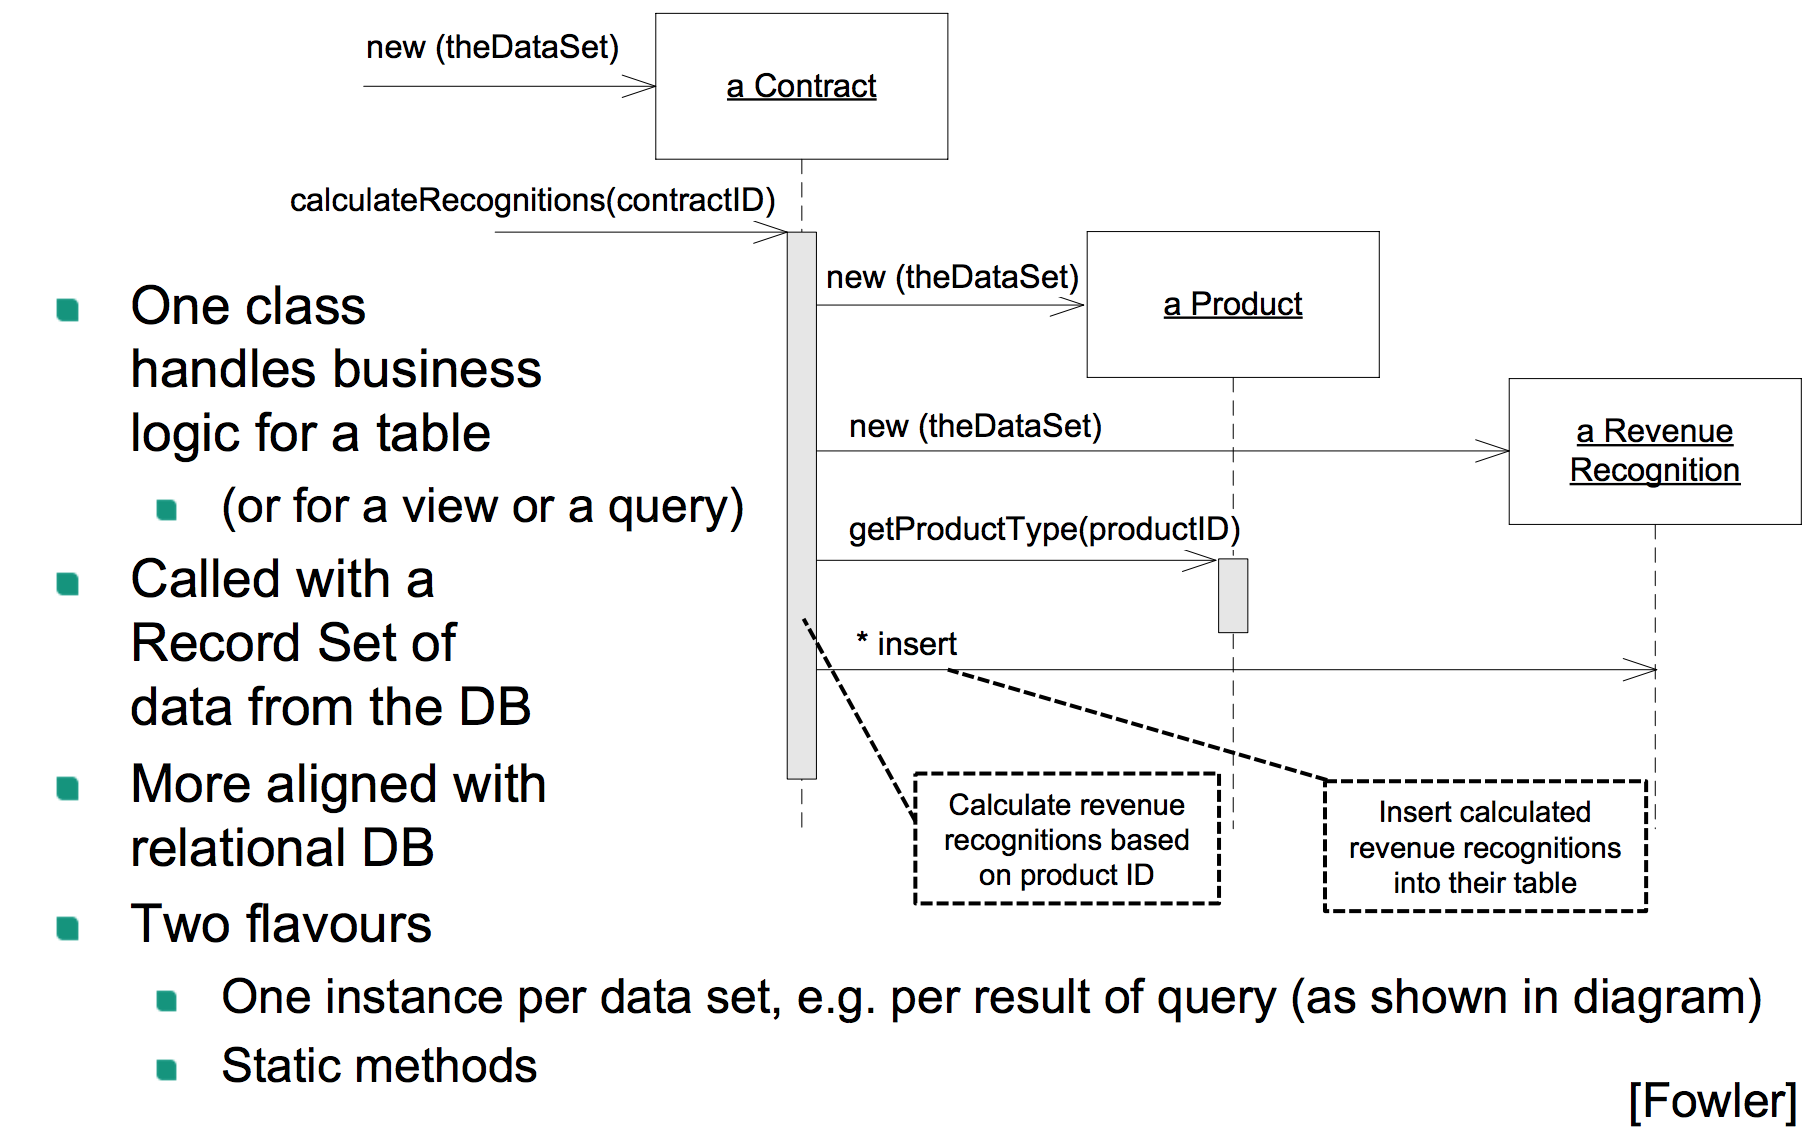 new (theDataSet)
a Contract
calculateRecognitions(contractID)
new (theDataSet)
a Product
new (theDataSet)
a Revenue
Recognition
getProductType(productID)
* insert
Calculate revenue
recognitions based
on product ID
Insert calculated
revenue recognitions
into their table
One class
handles business
logic for a table
(or for a view or a query)
Called with a
Record Set of
data from the DB
More aligned with
relational DB
Two flavours
One instance per data set, e.g. per result of query (as shown in diagram)
Static methods
[Fowler]